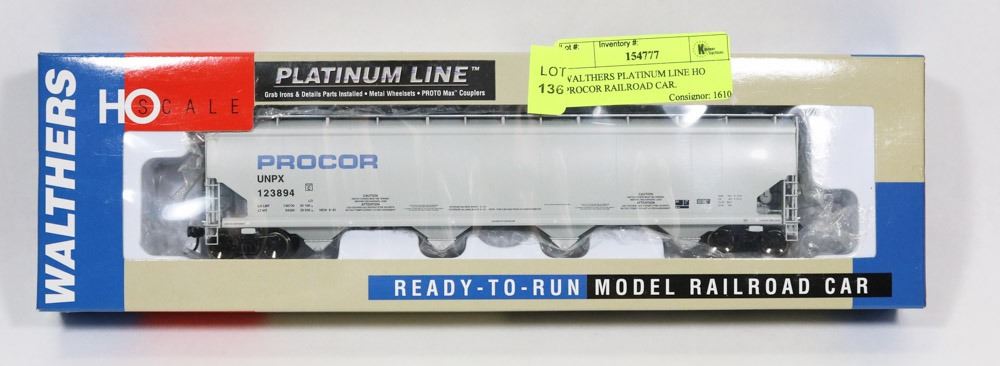 WALTHERS
HO SCALE
PLATINUM LINE™
Grab Irons & Details Parts Installed • Metal Wheelsets • PROTO Max™ Couplers
Lot #: Inventory #:
154777
LOT WALTHERS PLATINUM LINE HO
136 PROCOR RAILROAD CAR.
Consignor: 1610
PROCOR
UNPX
123894
CAUTION
ATTENTION
CAUTION
ATTENTION
READY-TO-RUN MODEL RAILROAD CAR